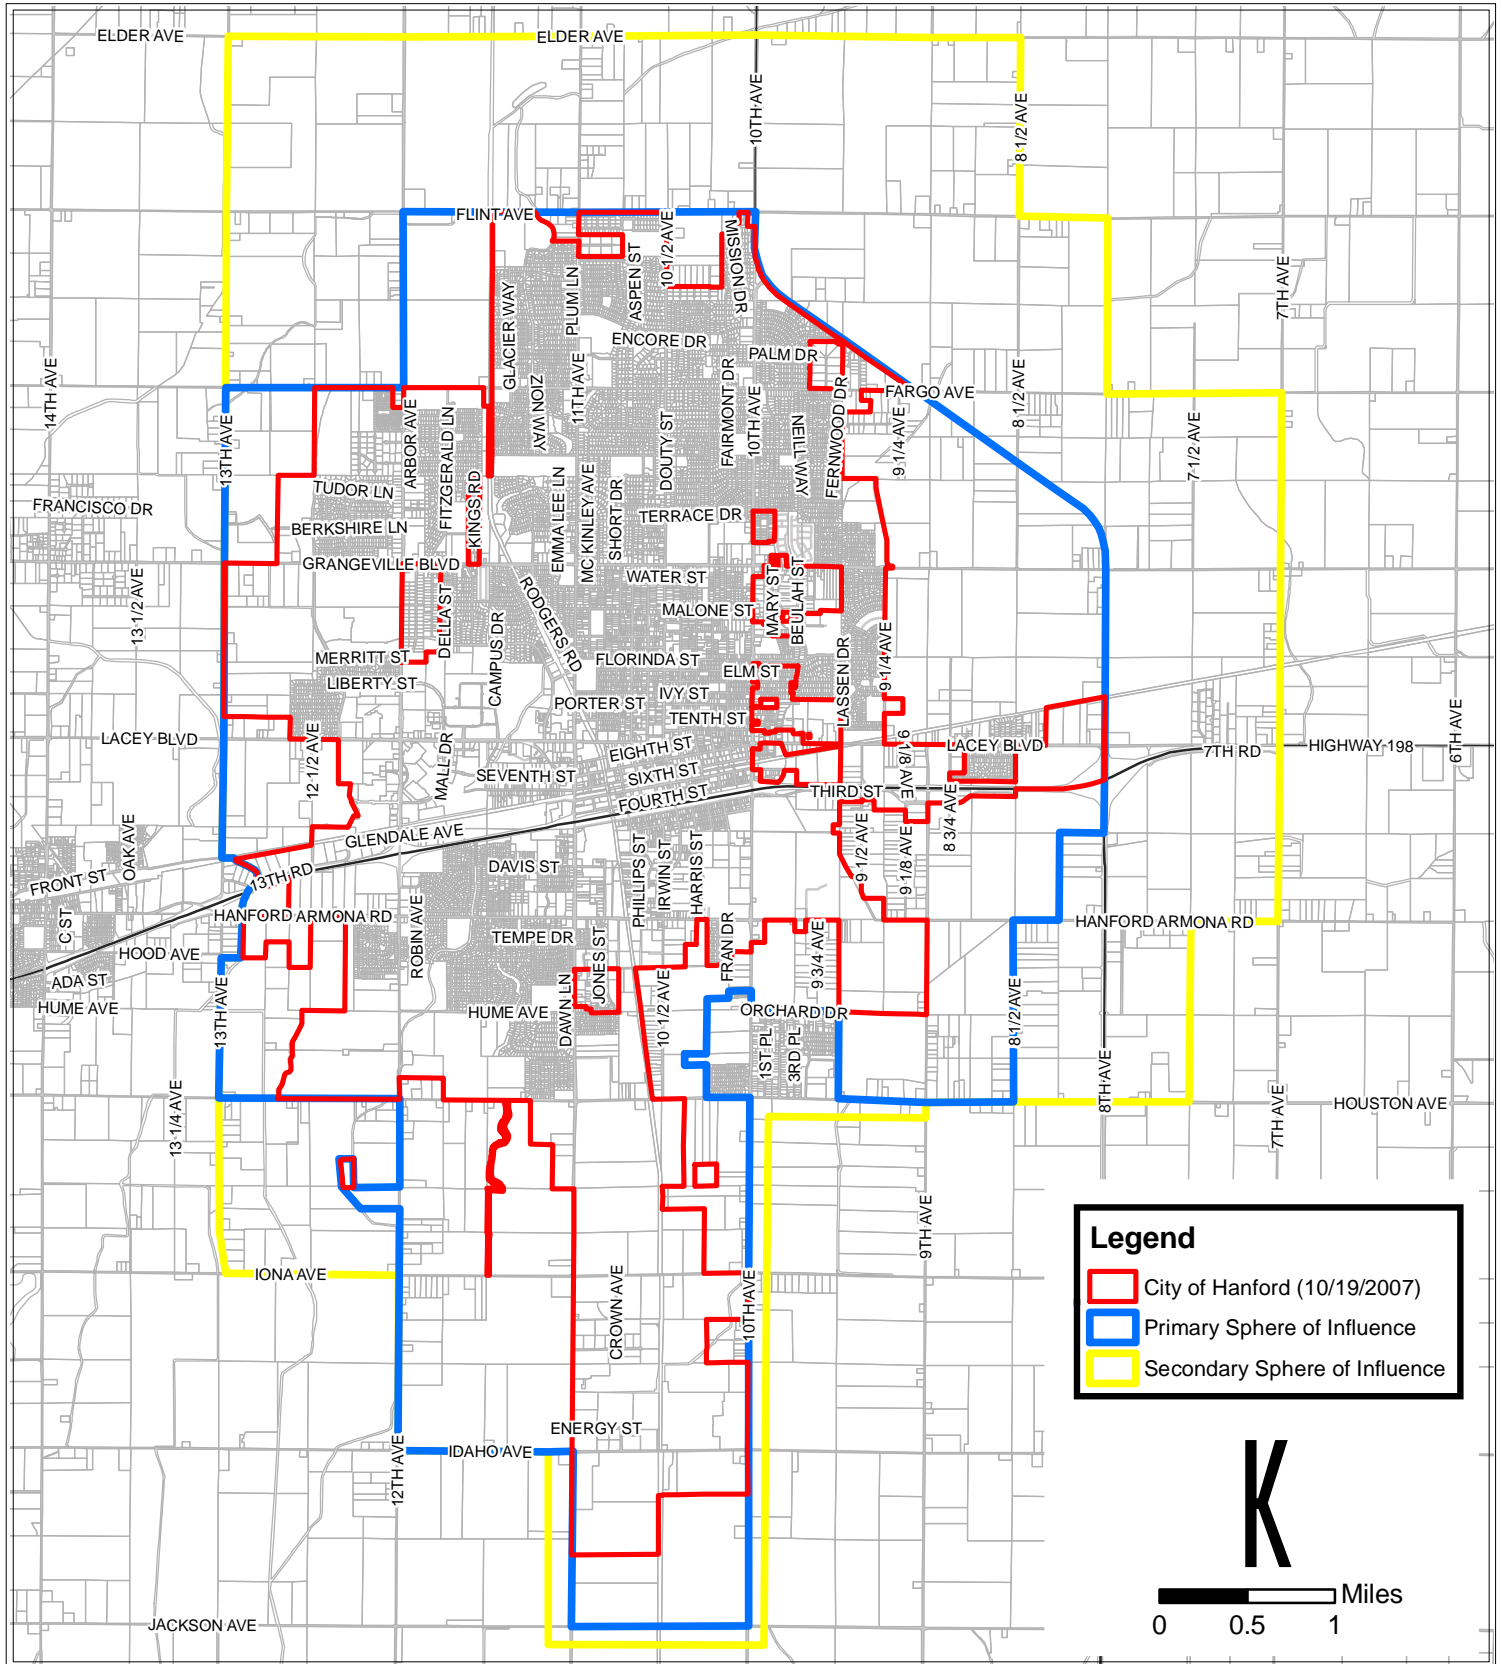 ELDER AVE
ELDER AVE
10TH AVE
8 1/2 AVE
FLINT AVE
10 1/2 AVE
MISSION DR
ASPEN ST
PLUM LN
GLACIER WAY
7TH AVE
ENCORE DR
PALM DR
14TH AVE
11TH AVE
ZION WAY
FAIRMONT DR
10TH AVE
FARGO AVE
8 1/2 AVE
13TH AVE
ARBOR AVE
FITZGERALD LN
DOUTY ST
NEILL WAY
FERNWOOD DR
9 1/4 AVE
7 1/2 AVE
TUDOR LN
KINGS RD
EMMA LEE LN
MC KINLEY AVE
SHORT DR
FRANCISCO DR
BERKSHIRE LN
TERRACE DR
GRANGEVILLE BLVD
WATER ST
13 1/2 AVE
RODGERS RD
MALONE ST
MARY ST
BEULAH ST
DELLA ST
CAMPUS DR
MERRITT ST
FLORINDA ST
ELM ST
LASSEN DR
9 1/4 AVE
LIBERTY ST
IVY ST
PORTER ST
TENTH ST
LACEY BLVD
12 1/2 AVE
MALL DR
EIGHTH ST
LACEY BLVD
7TH RD
HIGHWAY 198
6TH AVE
SEVENTH ST
SIXTH ST
9 1/8 AVE
FOURTH ST
THIRD ST
8 3/4 AVE
OAK AVE
GLENDALE AVE
9 1/2 AVE
9 1/8 AVE
DAVIS ST
PHILLIPS ST
IRWIN ST
HARRIS ST
FRONT ST
13TH RD
C ST
HANFORD ARMONA RD
HANFORD ARMONA RD
ROBIN AVE
TEMPE DR
JONES ST
FRAN DR
9 3/4 AVE
HOOD AVE
ADA ST
HUME AVE
13TH AVE
HUME AVE
DAWN LN
10 1/2 AVE
ORCHARD DR
8 1/2 AVE
1ST PL
3RD PL
8TH AVE
13 1/4 AVE
7TH AVE
HOUSTON AVE
9TH AVE
IONA AVE
CROWN AVE
10TH AVE
Legend
City of Hanford (10/19/2007)
Primary Sphere of Influence
Secondary Sphere of Influence
ENERGY ST
12TH AVE
IDAHO AVE
K
Miles
0 0.5 1
JACKSON AVE